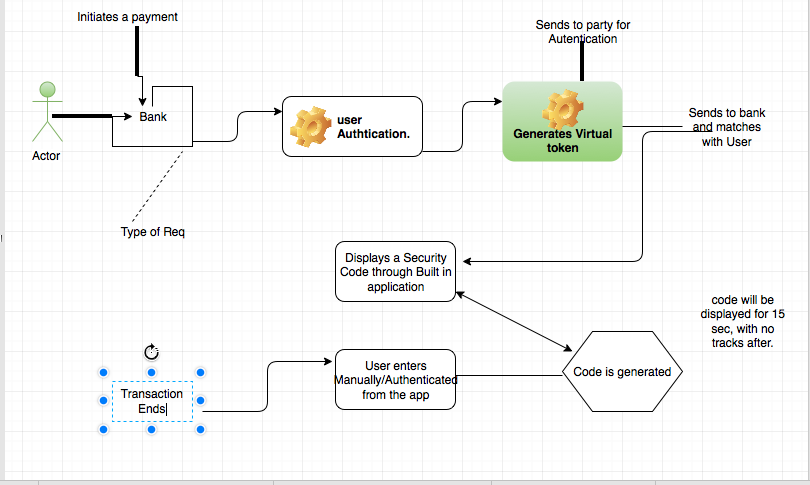 Initiates a payment
Sends to party for
Autentication
Bank
user
Authtication.
Generates Virtual
token
Sends to bank
and matches
with User
Actor
Type of Req
Displays a Security
Code through Built in
application
code will be
displayed for 15
sec, with no
tracks after.
Code is generated
User enters
Manually/Authenticated
from the app
Transaction
Ends